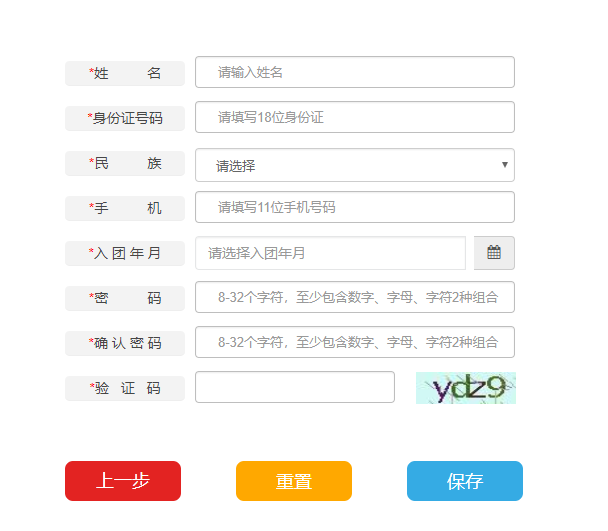 *姓 名 请输入姓名
*身份证号码 请填写18位身份证
*民 族 请选择
*手 机 请填写11位手机号码
*入团年月 请选择入团年月
*密 码 8-32个字符，至少包含数字、字母、字符2种组合
*确认密码 8-32个字符，至少包含数字、字母、字符2种组合
*验 证 码 ydz9
上一步 重置 保存